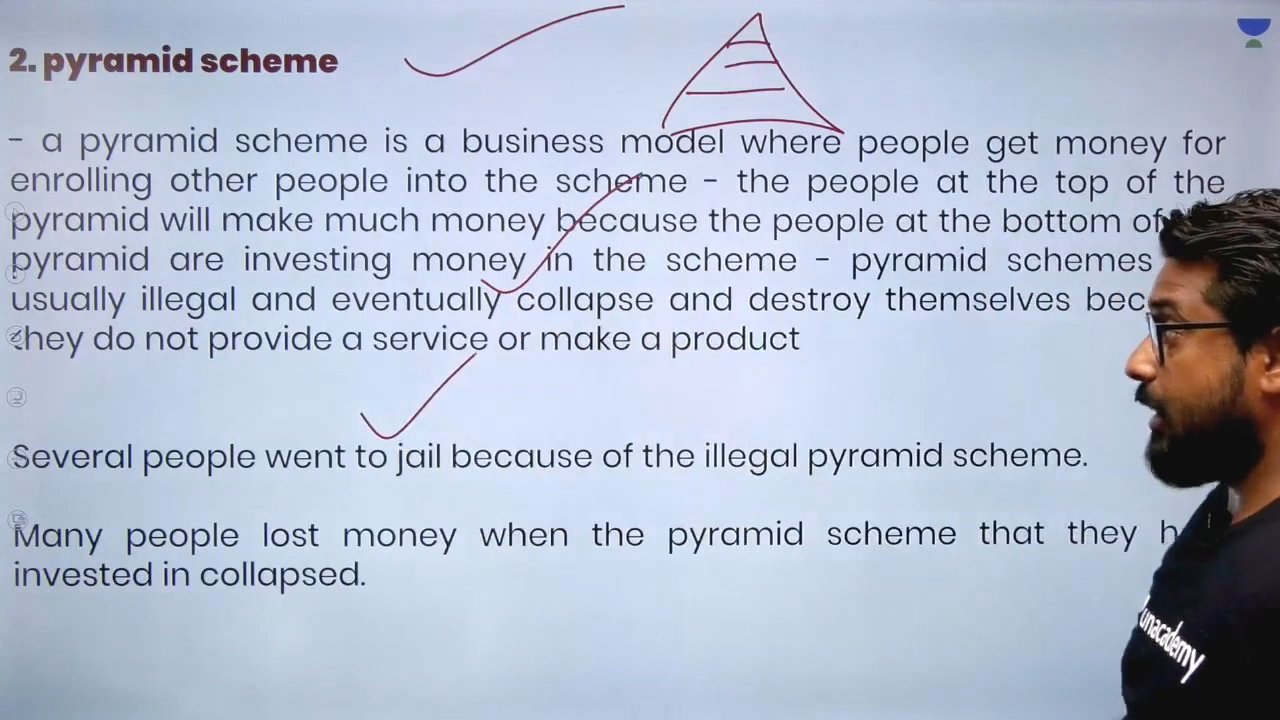 2. pyramid scheme
- a pyramid scheme is a business model where people get money for
enrolling other people into the scheme - the people at the top of the
pyramid will make much money because the people at the bottom of
pyramid are investing money in the scheme - pyramid schemes
usually illegal and eventually collapse and destroy themselves
they do not provide a service or make a product
Several people went to jail because of the illegal pyramid scheme.
Many people lost money when the pyramid scheme that they
invested in collapsed.
unacademy